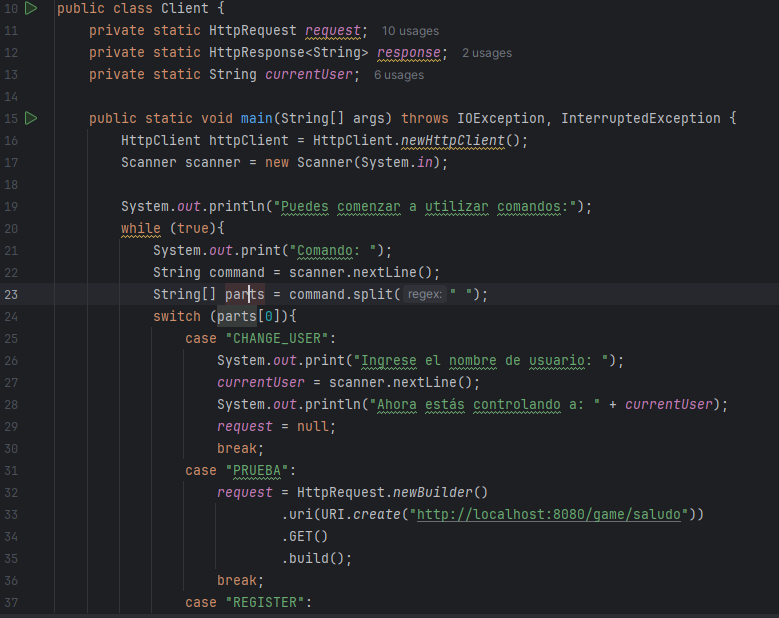 10 public class Client {
11 private static HttpRequest request; 10 usages
12 private static HttpResponse<String> response; 2 usages
13 private static String currentUser; 6 usages
14
15 public static void main(String[] args) throws IOException, InterruptedException {
16 HttpClient httpClient = HttpClient.newHttpClient();
17 Scanner scanner = new Scanner(System.in);
18
19 System.out.println("Puedes comenzar a utilizar comandos:");
20 while (true){
21 System.out.print("Comando: ");
22 String command = scanner.nextLine();
23 String[] parts = command.split( regex: " ");
24 switch (parts[0]){
25 case "CHANGE_USER":
26 System.out.print("Ingrese el nombre de usuario: ");
27 currentUser = scanner.nextLine();
28 System.out.println("Ahora estás controlando a: " + currentUser);
29 request = null;
30 break;
31 case "PRUEBA":
32 request = HttpRequest.newBuilder()
33 .uri(URI.create("http://localhost:8080/game/saludo"))
34 .GET()
35 .build();
36 break;
37 case "REGISTER":